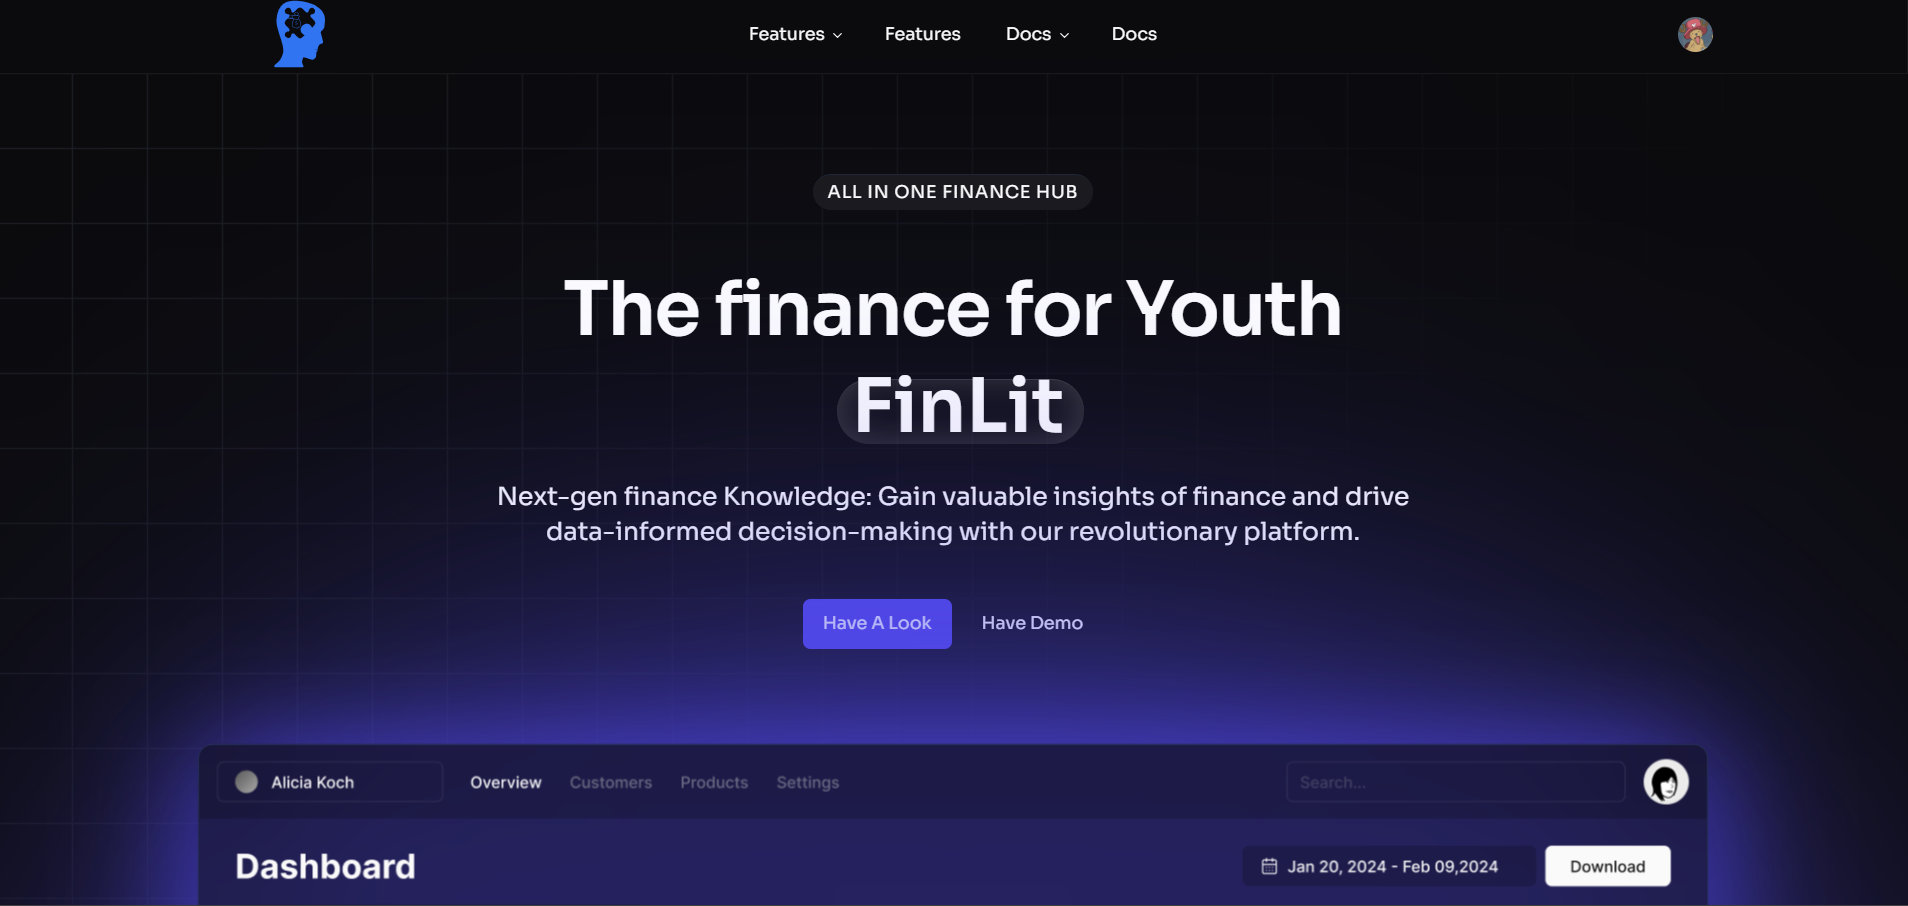 Features Features Docs Docs
ALL IN ONE FINANCE HUB
The finance for Youth
FinLit
Next-gen finance Knowledge: Gain valuable insights of finance and drive
data-informed decision-making with our revolutionary platform.
Have A Look Have Demo
Alicia Koch Overview Customers Products Settings Search...
Dashboard Jan 20, 2024 - Feb 09,2024 Download